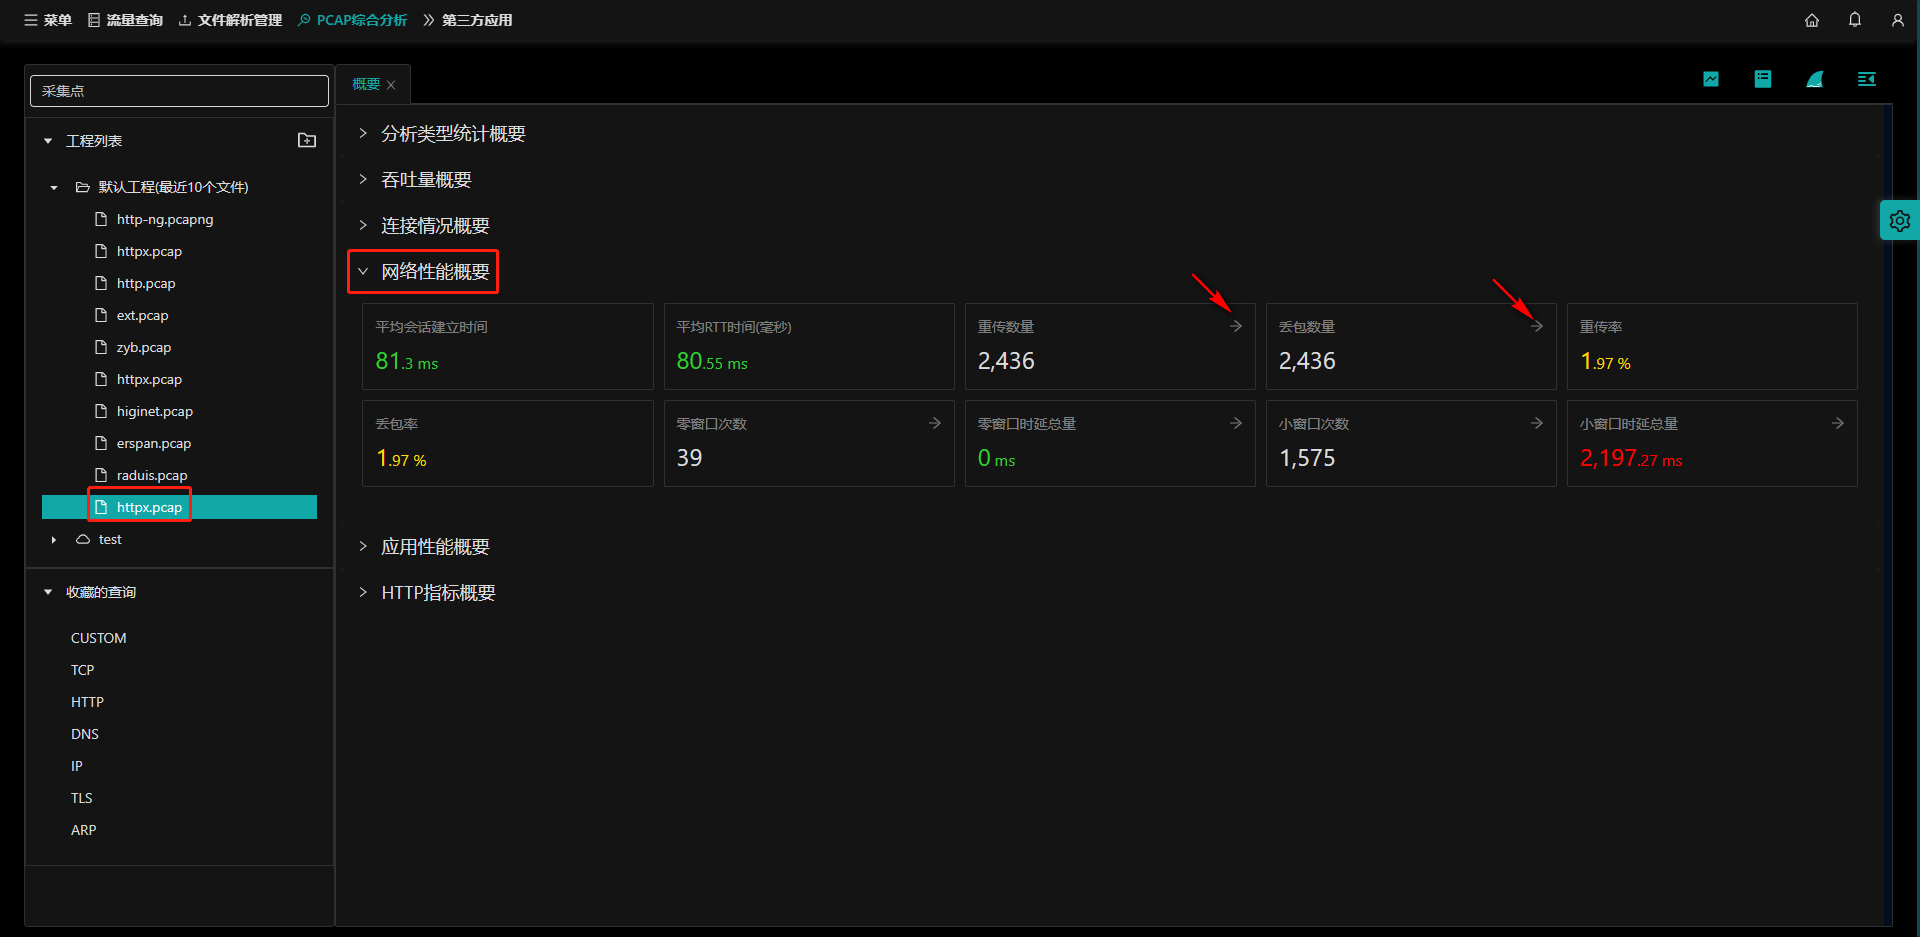 菜单 流量查询 文件解析管理 PCAP综合分析 第三方应用
采集点
工程列表
默认工程(最近10个文件)
http-ng.pcapng
httpx.pcap
http.pcap
ext.pcap
zyb.pcap
httpx.pcap
higinet.pcap
erspan.pcap
raduis.pcap
httpx.pcap
test
收藏的查询
CUSTOM
TCP
HTTP
DNS
IP
TLS
ARP
概要
分析类型统计概要
吞吐量概要
连接情况概要
网络性能概要
平均会话建立时间
81.3 ms
平均RTT时间(毫秒)
80.55 ms
重传数量
2,436
丢包数量
2,436
重传率
1.97 %
丢包率
1.97 %
零窗口次数
39
零窗口时延总量
0 ms
小窗口次数
1,575
小窗口时延总量
2,197.27 ms
应用性能概要
HTTP指标概要